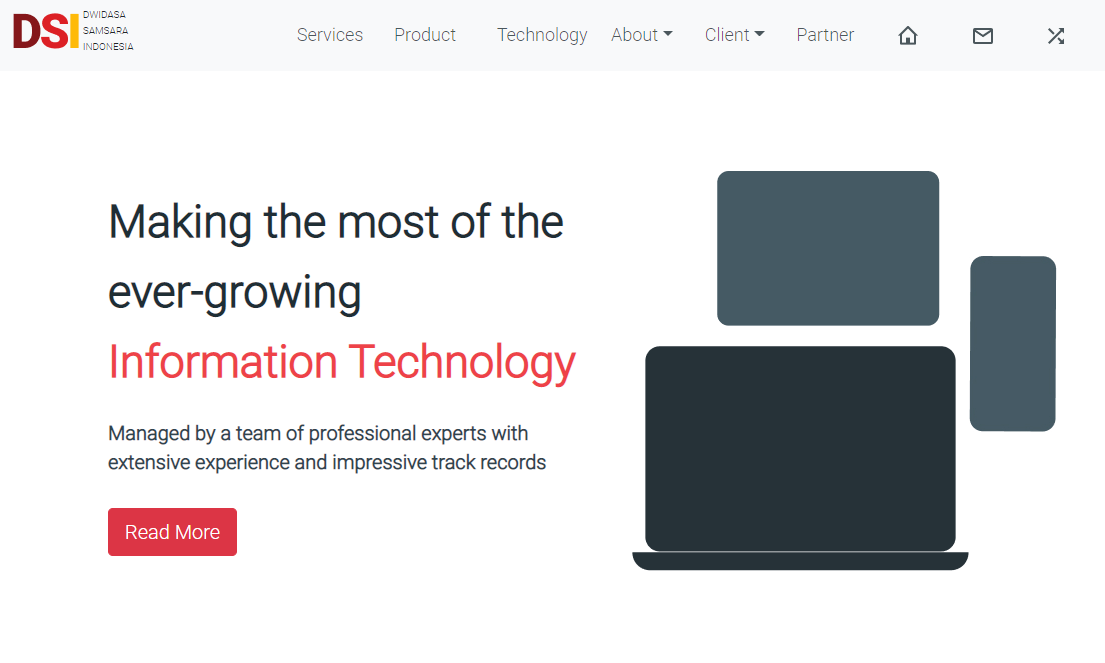 DSI
DWIDASA
SAMSARA
INDONESIA
Services Product Technology About Client Partner
Making the most of the
ever-growing
Information Technology
Managed by a team of professional experts with
extensive experience and impressive track records
Read More